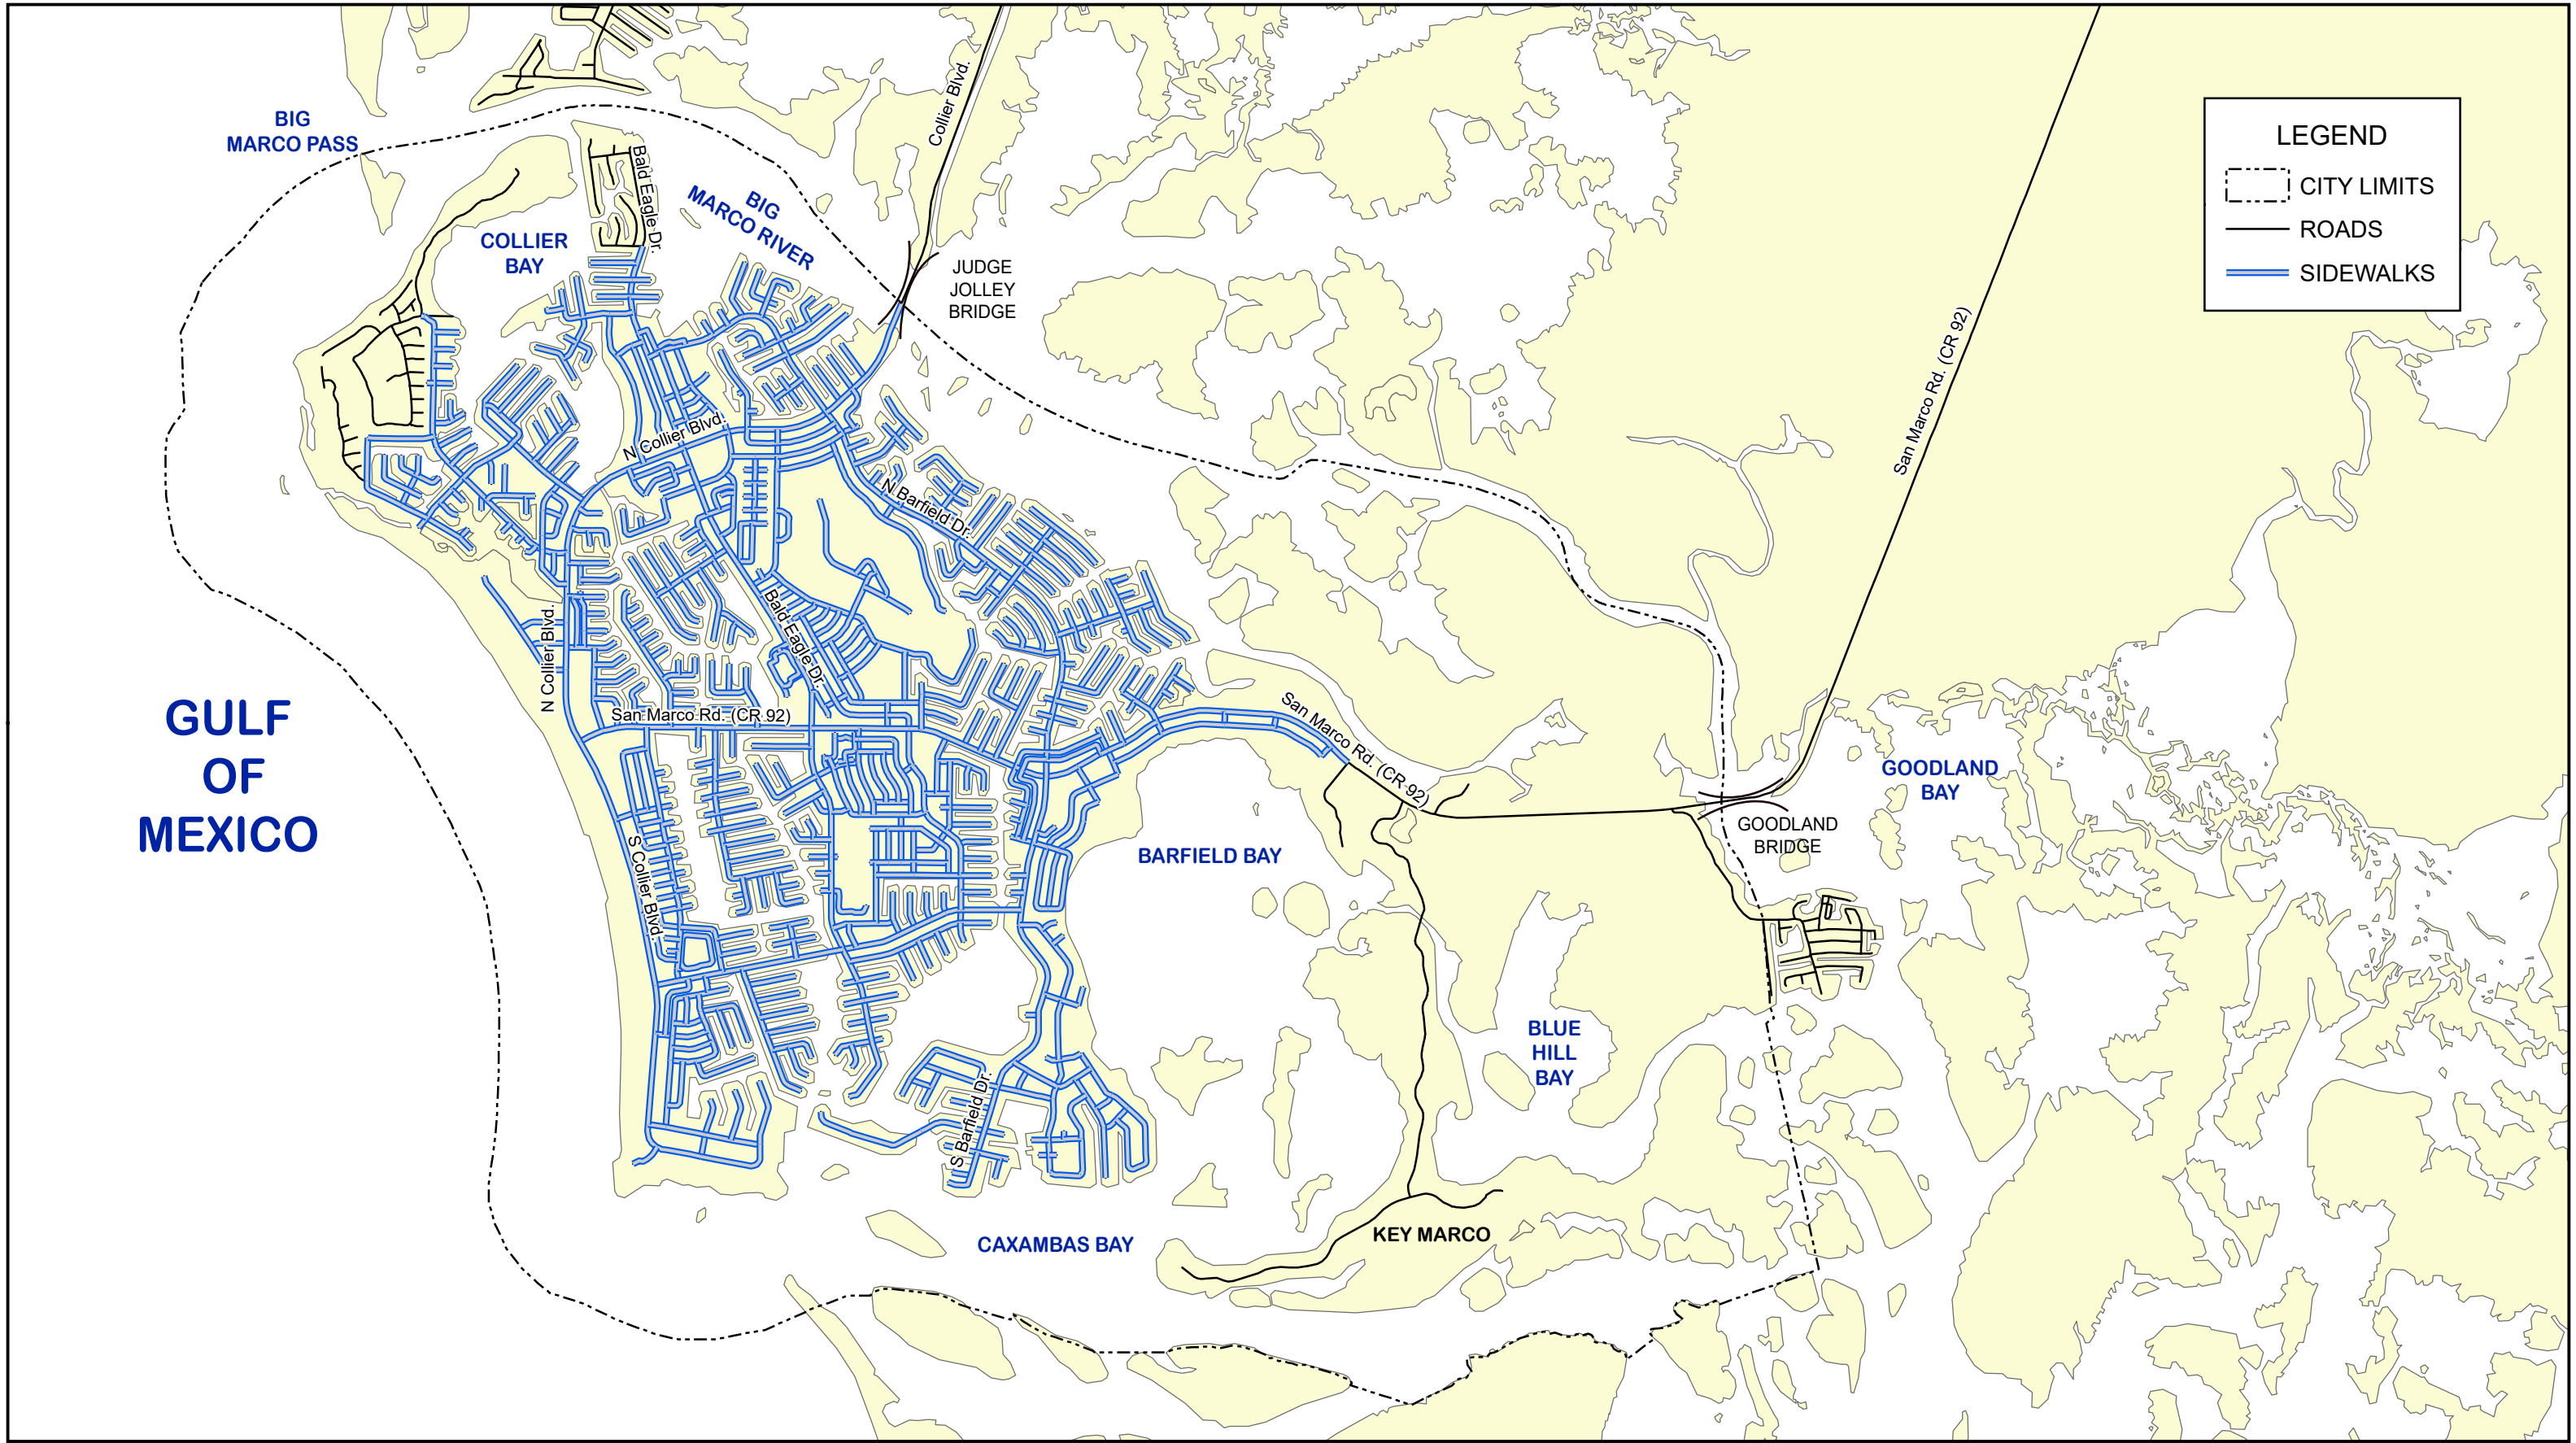 BIG
MARCO PASS
Collier Blvd.
LEGEND
CITY LIMITS
ROADS
SIDEWALKS
Bald Eagle Dr.
BIG
MARCO RIVER
COLLIER
BAY
JUDGE
JOLLEY
BRIDGE
San Marco Rd. (CR 92)
N Collier Blvd.
N Barfield Dr.
Bald Eagle Dr.
N Collier Blvd.
San Marco Rd. (CR 92)
San Marco Rd. (CR 92)
GULF
OF
MEXICO
GOODLAND
BAY
GOODLAND
BRIDGE
BARFIELD BAY
S Collier Blvd.
BLUE
HILL
BAY
S Barfield Dr.
KEY MARCO
CAXAMBAS BAY